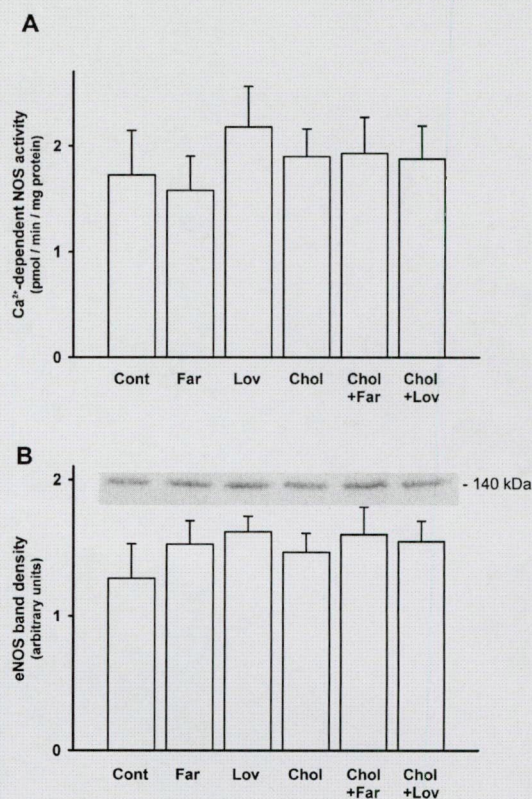 A
Ca²⁺-dependent NOS activity
(pmol / min / mg protein)
2
1
0
Cont Far Lov Chol Chol Chol
+Far +Lov
B
eNOS band density
(arbitrary units)
2
1
0
- 140 kDa
Cont Far Lov Chol Chol Chol
+Far +Lov